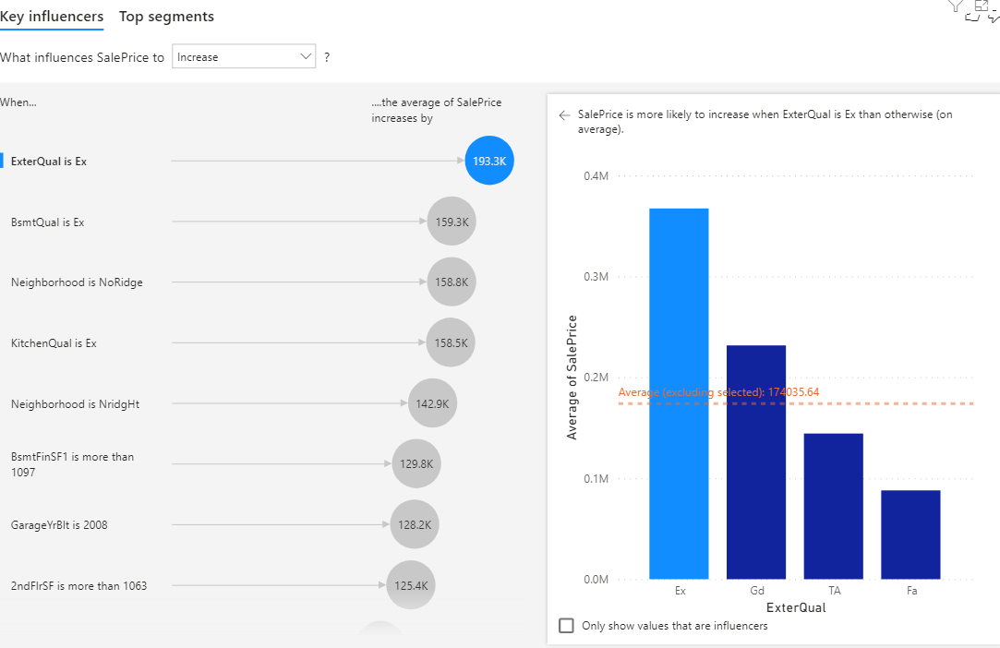 Key influencers Top segments
What influences SalePrice to Increase ?
When...
....the average of SalePrice
increases by
ExterQual is Ex 193.3K
BsmtQual is Ex 159.3K
Neighborhood is NoRidge 158.8K
KitchenQual is Ex 158.5K
Neighborhood is NridgHt 142.9K
BsmtFinSF1 is more than
1097
129.8K
GarageYrBlt is 2008 128.2K
2ndFlrSF is more than 1063 125.4K
SalePrice is more likely to increase when ExterQual is Ex than otherwise (on
average).
0.4M
0.3M
0.2M
0.1M
0.0M
Average of SalePrice
Average (excluding selected): 174035.64
Ex Gd TA Fa
ExterQual
Only show values that are influencers